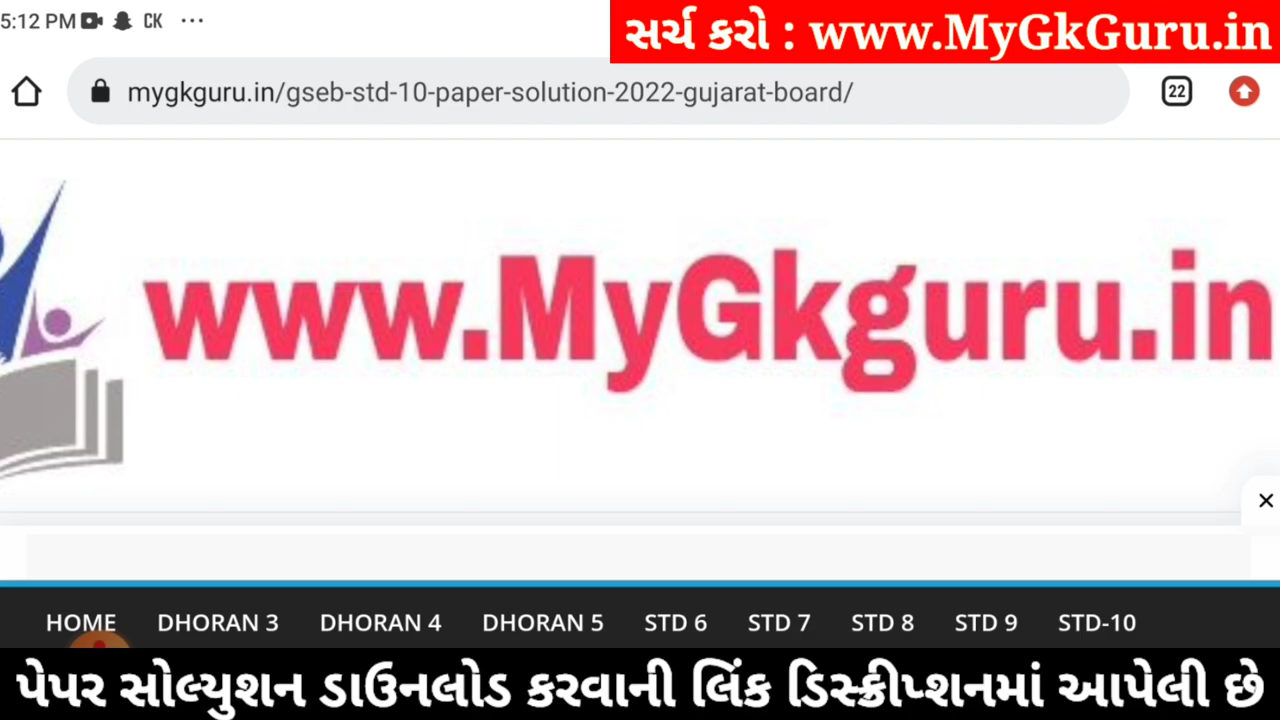 5:12 PM CK ...
સર્ચ કરો : www.MyGkGuru.in
mygkguru.in/gseb-std-10-paper-solution-2022-gujarat-board/
22
www.MyGkguru.in
HOME DHORAN 3 DHORAN 4 DHORAN 5 STD 6 STD 7 STD 8 STD 9 STD-10
પેપર સોલ્યુશન ડાઉનલોડ કરવાની લિંક ડિસ્ક્રીપ્શનમાં આપેલી છે